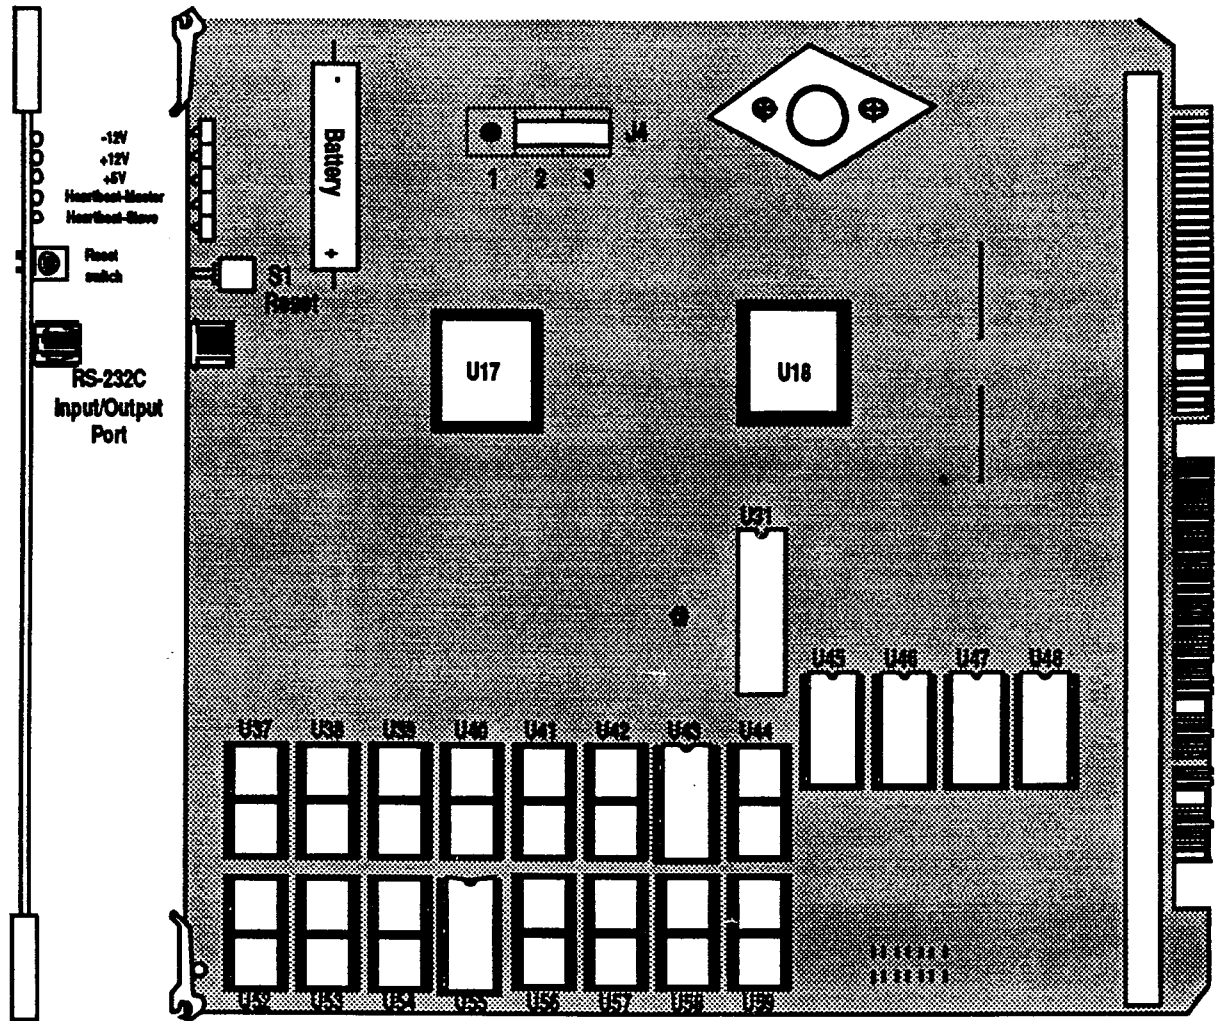 -12V
+12V
+5V
Heartbeat-Master
Heartbeat-Slave
Reset
switch
RS-232C
Input/Output
Port
Battery
+
S1
Reset
J4
1 2 3
U17
U18
U31
U45 U46 U47 U48
U37 U38 U39 U40 U41 U42 U43 U44
U52 U53 U54 U55 U56 U57 U58 U59